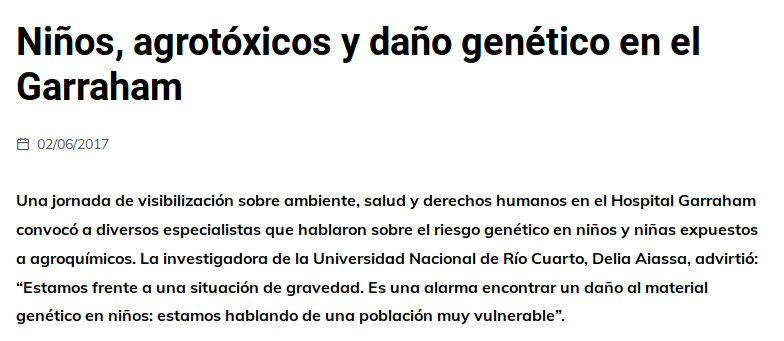 Niños, agrotóxicos y daño genético en el
Garraham
02/06/2017
Una jornada de visibilización sobre ambiente, salud y derechos humanos en el Hospital Garraham
convocó a diversos especialistas que hablaron sobre el riesgo genético en niños y niñas expuestos
a agroquímicos. La investigadora de la Universidad Nacional de Río Cuarto, Delia Aiassa, advirtió:
“Estamos frente a una situación de gravedad. Es una alarma encontrar un daño al material
genético en niños: estamos hablando de una población muy vulnerable”.